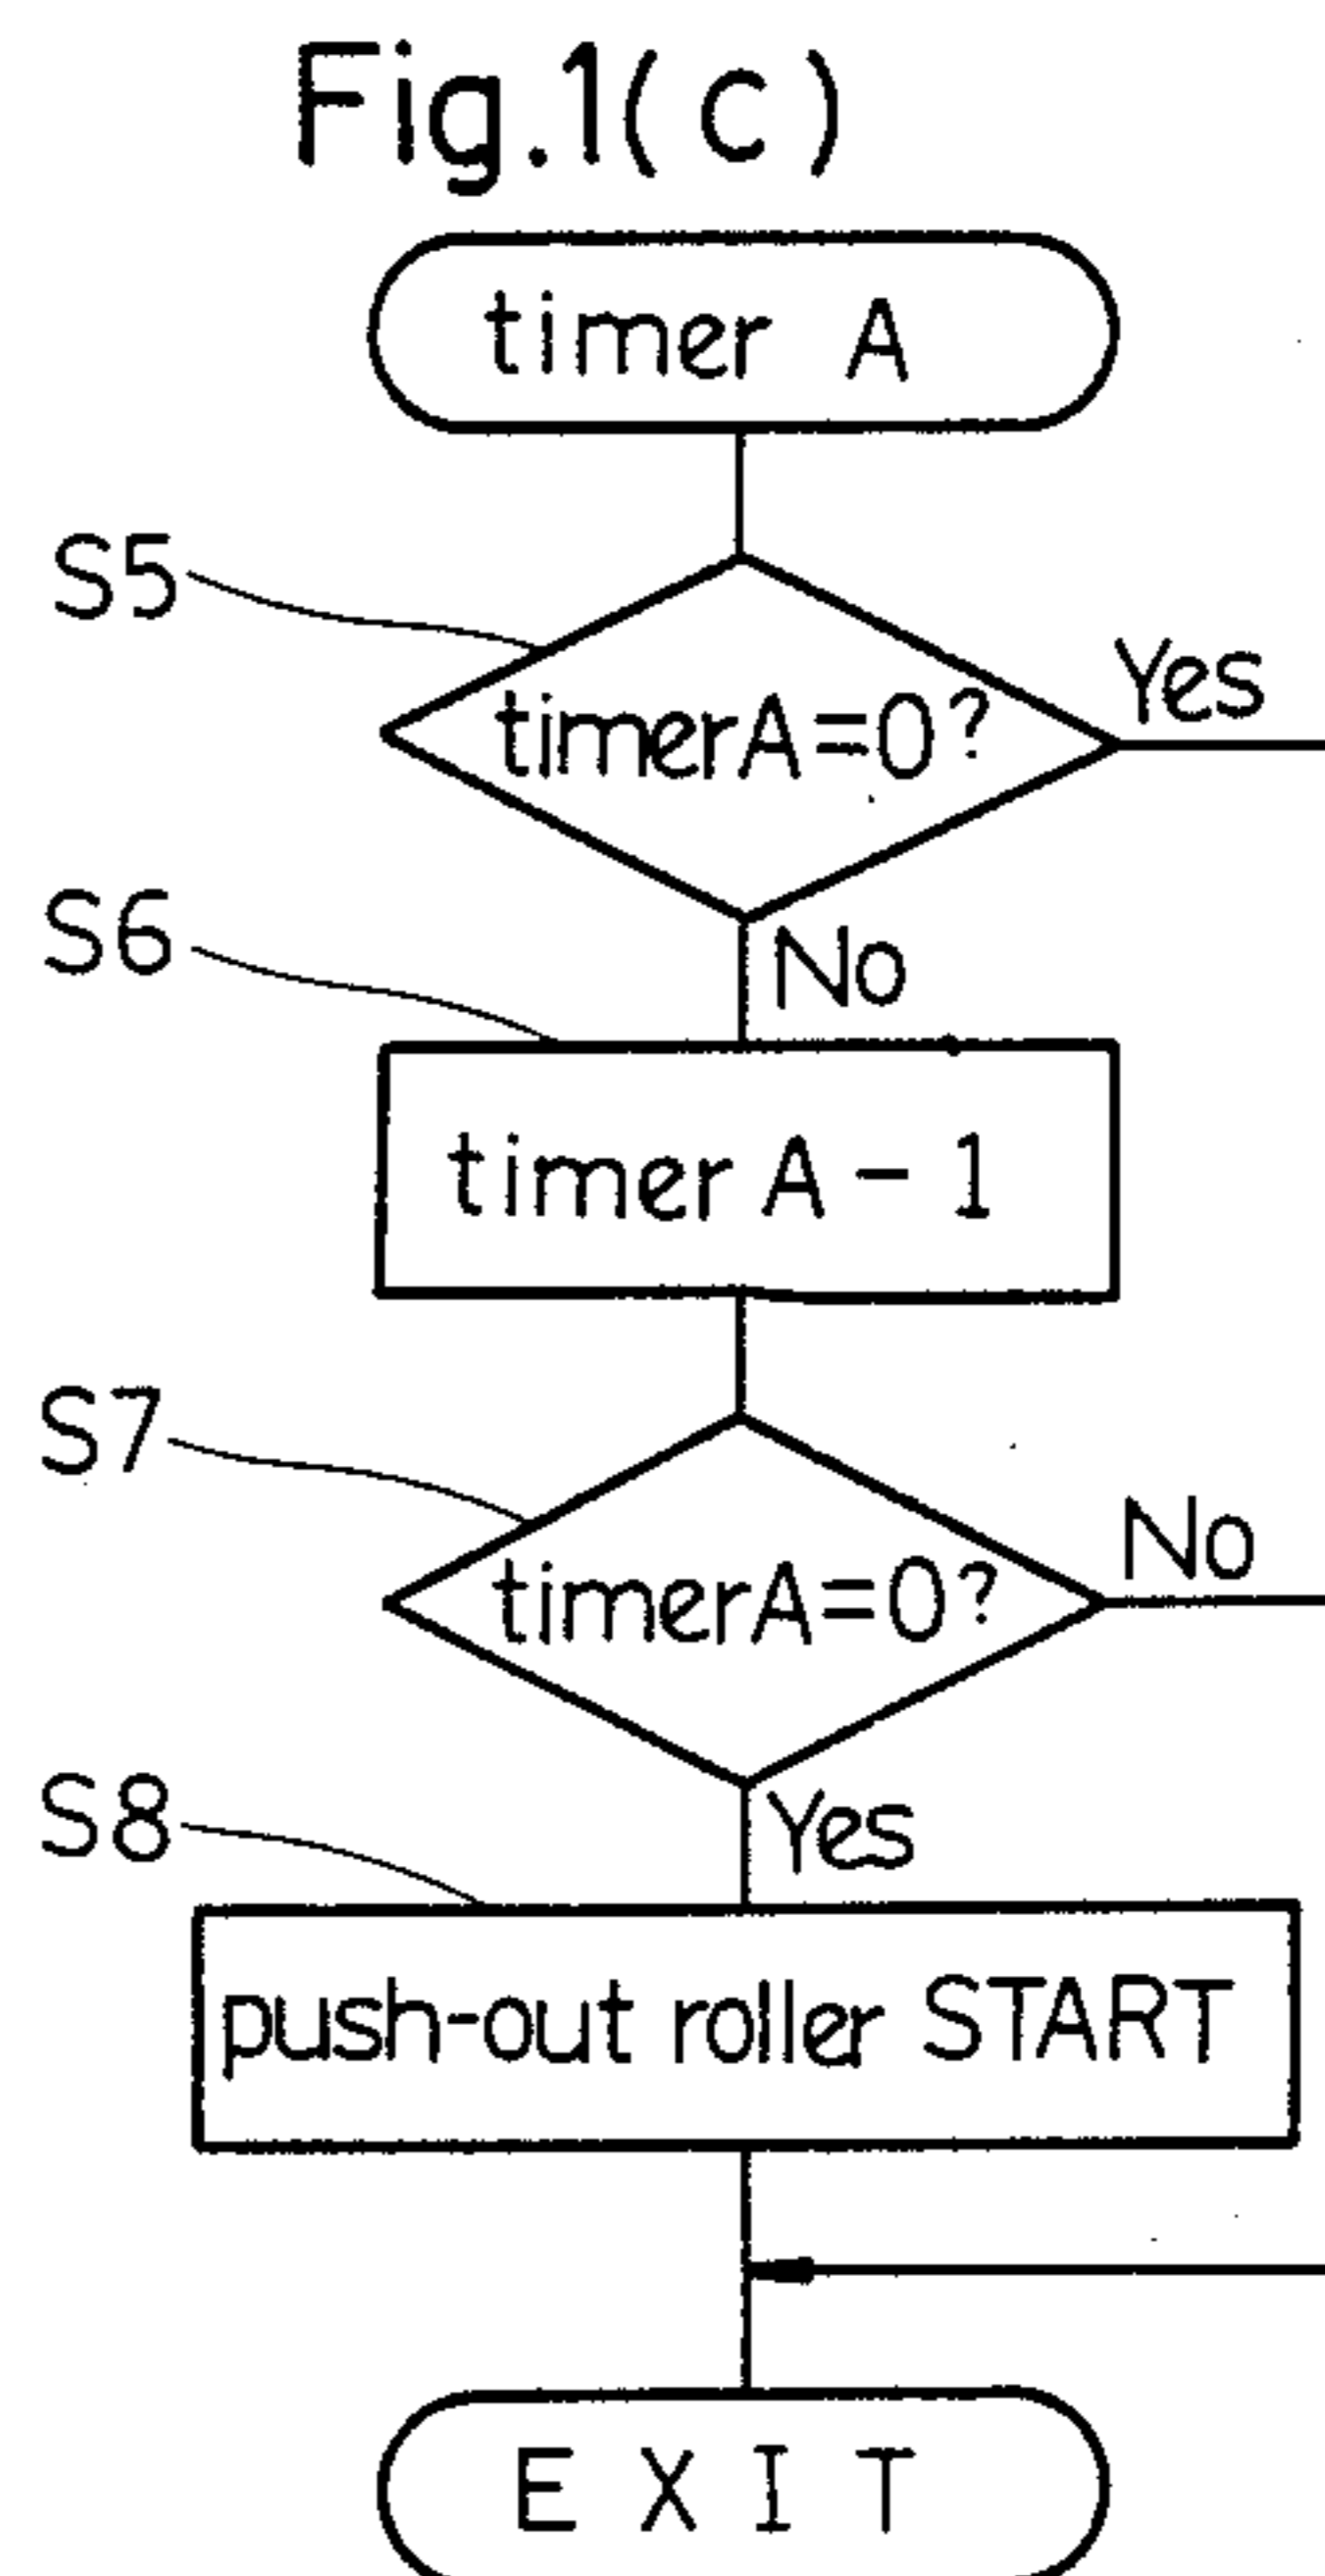 Fig.1(c)
timer A
S5
timerA=0?
Yes
S6
No
timer A - 1
S7
timerA=0?
No
S8
Yes
push-out roller START
EXIT